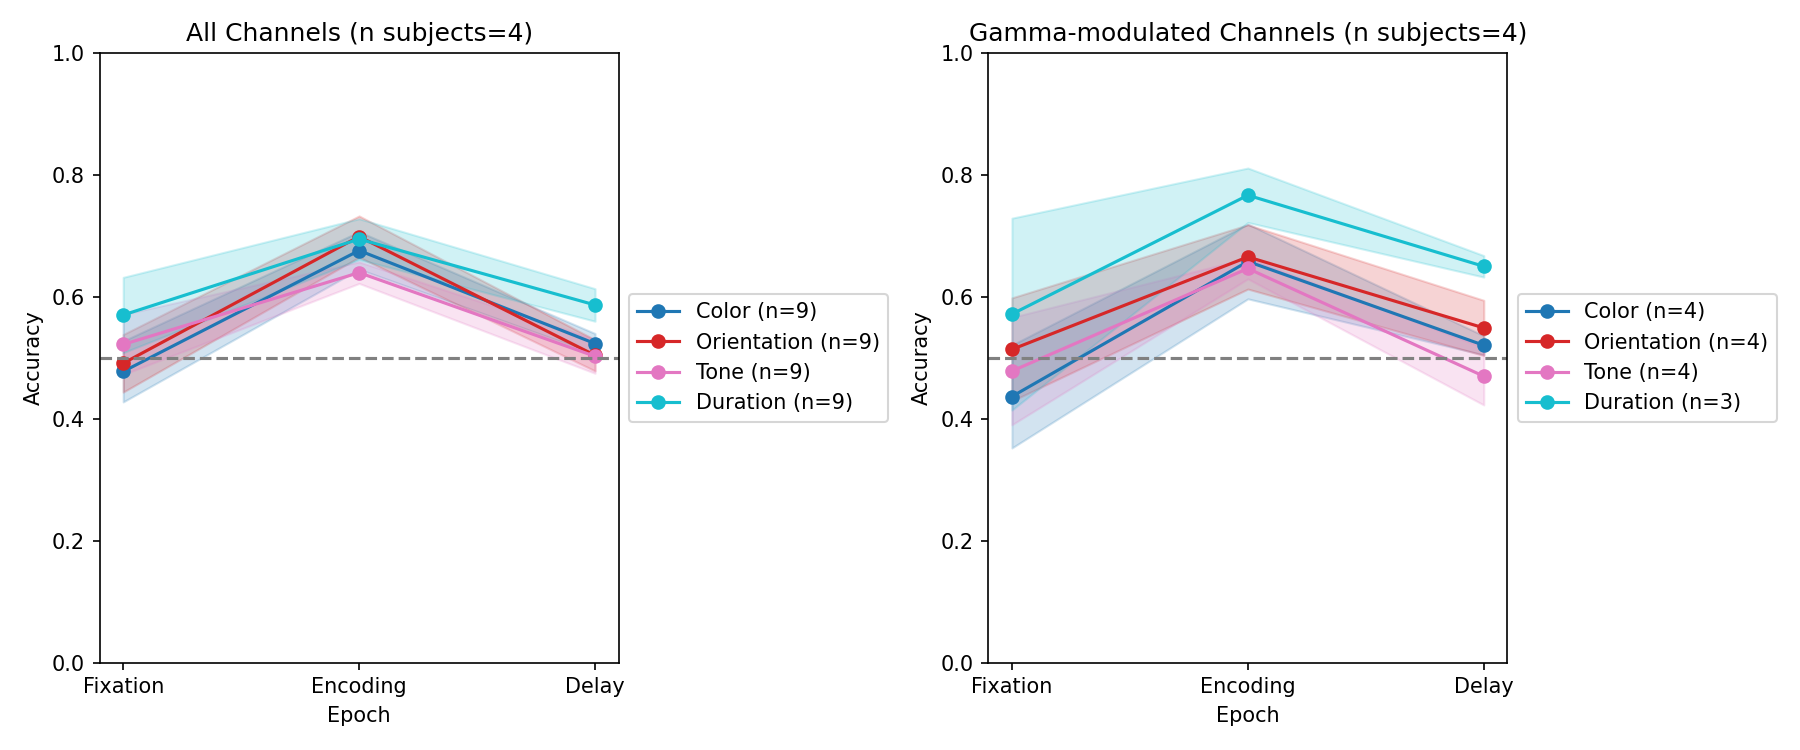 All Channels (n subjects=4)
1.0
0.8
0.6
0.4
0.2
0.0
Accuracy
Fixation
Encoding
Delay
Epoch
Color (n=9)
Orientation (n=9)
Tone (n=9)
Duration (n=9)
Gamma-modulated Channels (n subjects=4)
1.0
0.8
0.6
0.4
0.2
0.0
Accuracy
Fixation
Encoding
Delay
Epoch
Color (n=4)
Orientation (n=4)
Tone (n=4)
Duration (n=3)